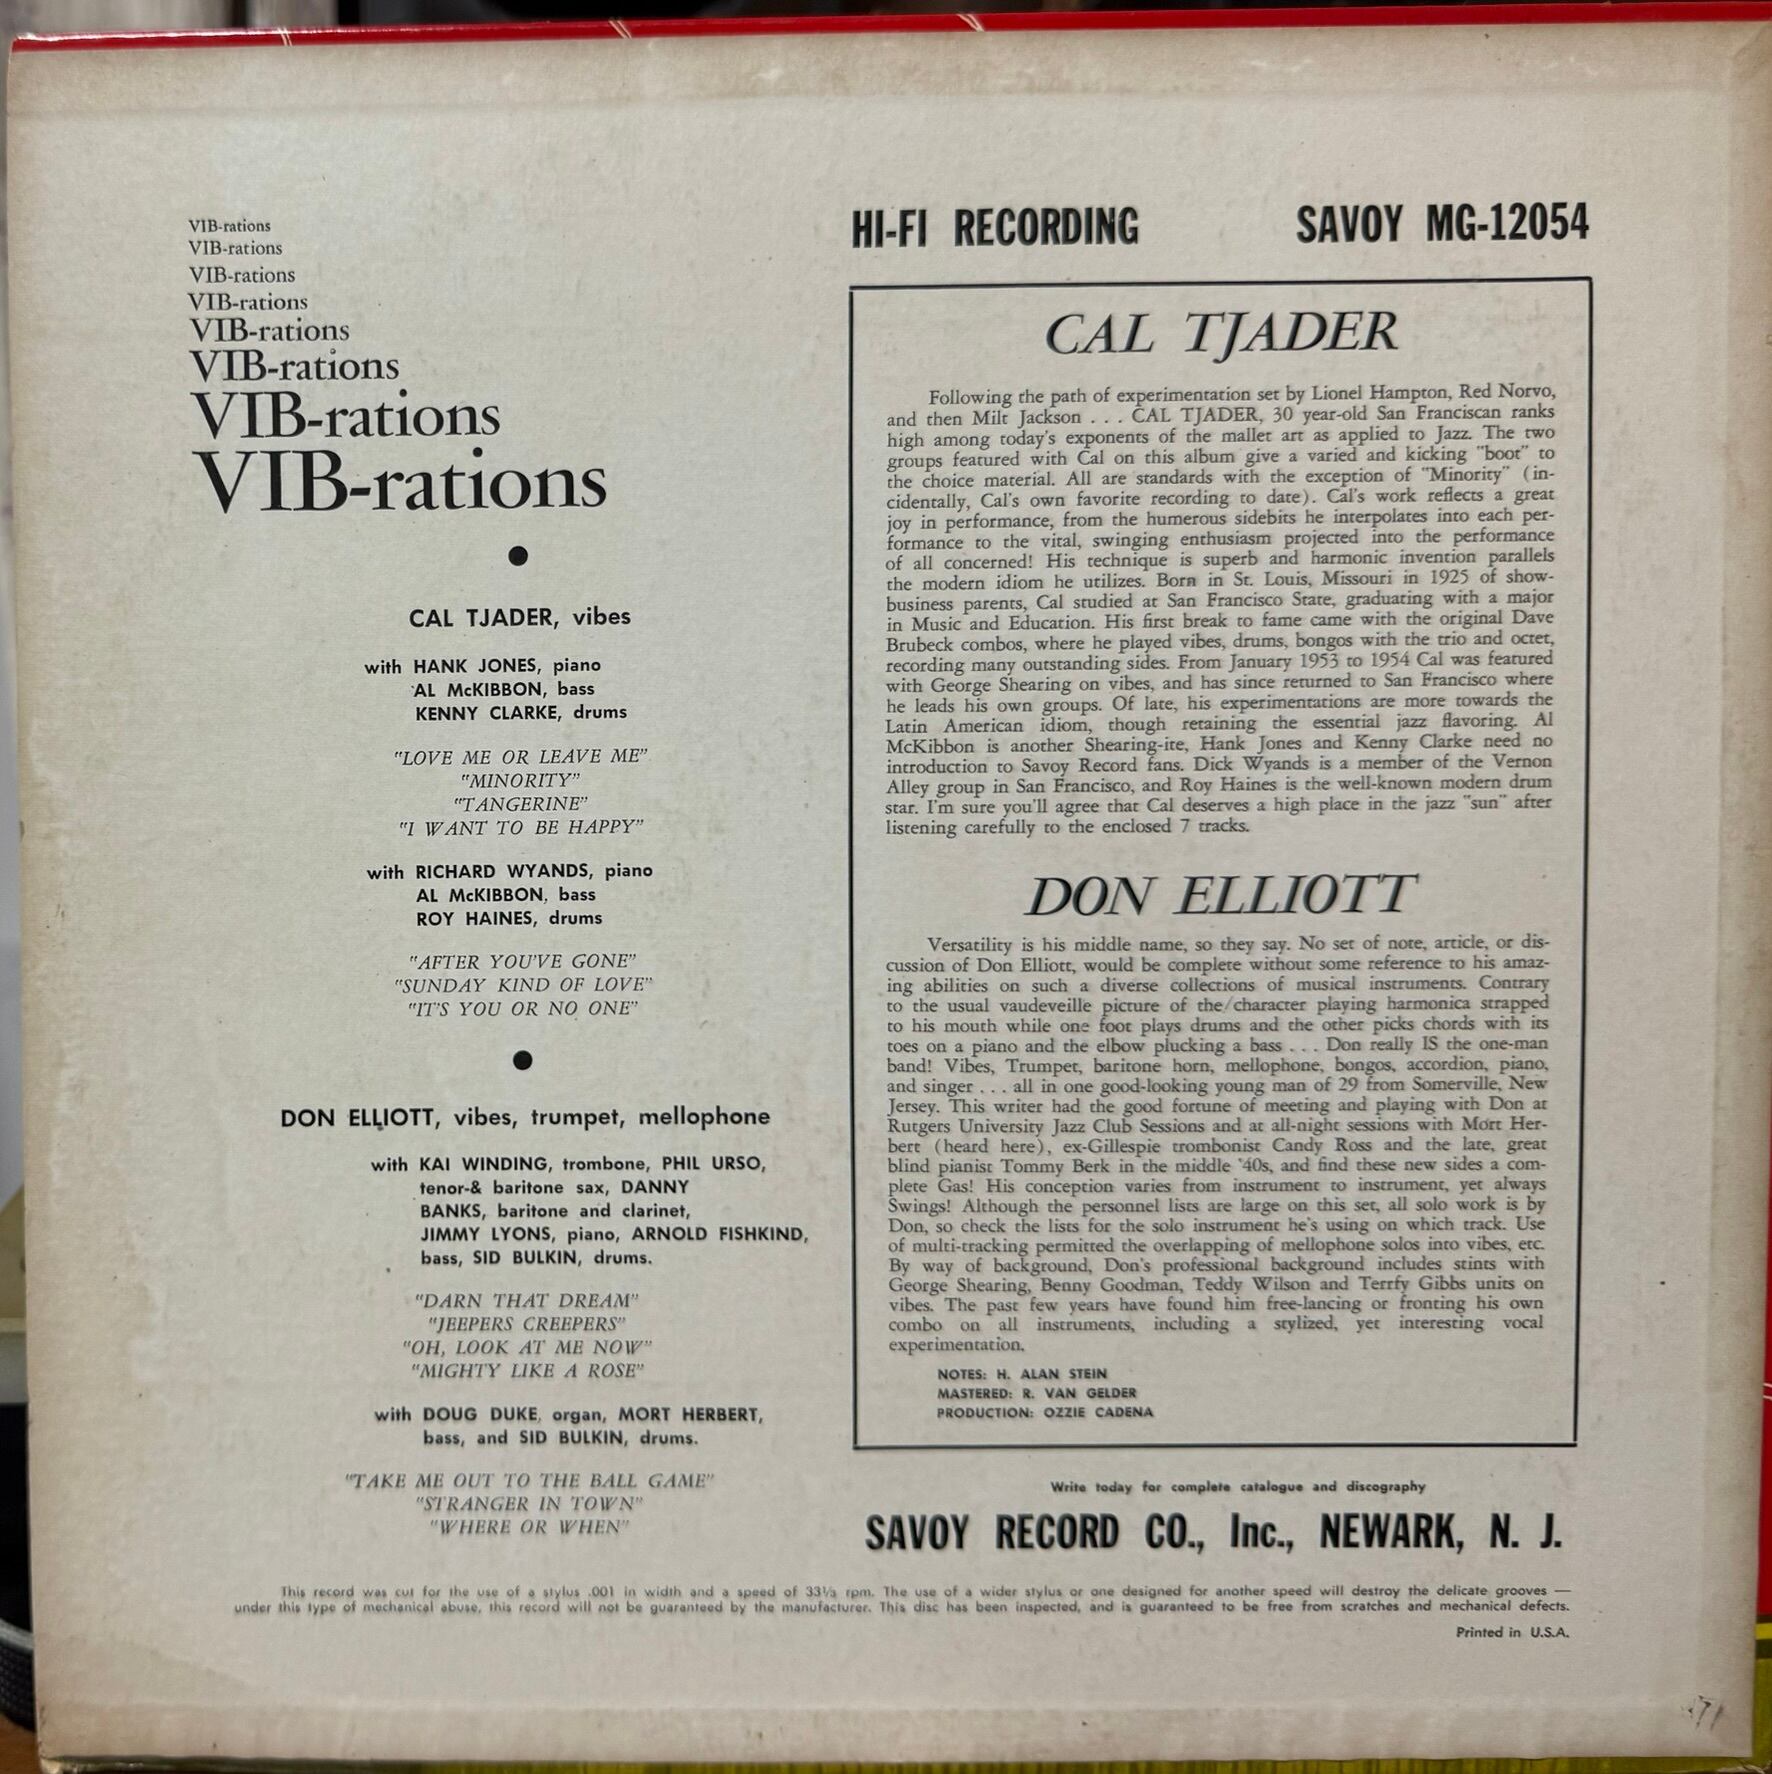 VIB-rations
VIB-rations
VIB-rations
VIB-rations
VIB-rations
VIB-rations
VIB-rations
VIB-rations
CAL TJADER, vibes
with HANK JONES, piano
AL McKIBBON, bass
KENNY CLARKE, drums
"LOVE ME OR LEAVE ME"
"MINORITY"
"TANGERINE"
"I WANT TO BE HAPPY"
with RICHARD WYANDS, piano
AL McKIBBON, bass
ROY HAINES, drums
"AFTER YOU'VE GONE"
"SUNDAY KIND OF LOVE"
"IT'S YOU OR NO ONE"
DON ELLIOTT, vibes, trumpet, mellophone
with KAI WINDING, trombone, PHIL URSO,
tenor-& baritone sax, DANNY
BANKS, baritone and clarinet,
JIMMY LYONS, piano, ARNOLD FISHKIND,
bass, SID BULKIN, drums.
"DARN THAT DREAM"
"JEEPERS CREEPERS"
"OH, LOOK AT ME NOW"
"MIGHTY LIKE A ROSE"
with DOUG DUKE, organ, MORT HERBERT,
bass, and SID BULKIN, drums.
"TAKE ME OUT TO THE BALL GAME"
"STRANGER IN TOWN"
"WHERE OR WHEN"
HI-FI RECORDING SAVOY MG-12054
CAL TJADER
Following the path of experimentation set by Lionel Hampton, Red Norvo,
and then Milt Jackson . . . CAL TJADER, 30 year-old San Franciscan ranks
high among today's exponents of the mallet art as applied to Jazz. The two
groups featured with Cal on this album give a varied and kicking "boot" to
the choice material. All are standards with the exception of "Minority" (in-
cidentally, Cal's own favorite recording to date). Cal's work reflects a great
joy in performance, from the humerous sidebits he interpolates into each per-
formance to the vital, swinging enthusiasm projected into the performance
of all concerned! His technique is superb and harmonic invention parallels
the modern idiom he utilizes. Born in St. Louis, Missouri in 1925 of show-
business parents, Cal studied at San Francisco State, graduating with a major
in Music and Education. His first break to fame came with the original Dave
Brubeck combos, where he played vibes, drums, bongos with the trio and octet,
recording many outstanding sides. From January 1953 to 1954 Cal was featured
with George Shearing on vibes, and has since returned to San Francisco where
he leads his own groups. Of late, his experimentations are more towards the
Latin American idiom, though retaining the essential jazz flavoring. Al
McKibbon is another Shearing-ite, Hank Jones and Kenny Clarke need no
introduction to Savoy Record fans. Dick Wyands is a member of the Vernon
Alley group in San Francisco, and Roy Haines is the well-known modern drum
star. I'm sure you'll agree that Cal deserves a high place in the jazz "sun" after
listening carefully to the enclosed 7 tracks.
DON ELLIOTT
Versatility is his middle name, so they say. No set of note, article, or dis-
cussion of Don Elliott, would be complete without some reference to his amaz-
ing abilities on such a diverse collections of musical instruments. Contrary
to the usual vaudeveille picture of the/character playing harmonica strapped
to his mouth while one foot plays drums and the other picks chords with its
toes on a piano and the elbow plucking a bass . . . Don really IS the one-man
band! Vibes, Trumpet, baritone horn, mellophone, bongos, accordion, piano,
and singer . . . all in one good-looking young man of 29 from Somerville, New
Jersey. This writer had the good fortune of meeting and playing with Don at
Rutgers University Jazz Club Sessions and at all-night sessions with Mort Her-
bert (heard here), ex-Gillespie trombonist Candy Ross and the late, great
blind pianist Tommy Berk in the middle '40s, and find these new sides a com-
plete Gas! His conception varies from instrument to instrument, yet always
Swings! Although the personnel lists are large on this set, all solo work is by
Don, so check the lists for the solo instrument he's using on which track. Use
of multi-tracking permitted the overlapping of mellophone solos into vibes, etc.
By way of background, Don's professional background includes stints with
George Shearing, Benny Goodman, Teddy Wilson and Terrfy Gibbs units on
vibes. The past few years have found him free-lancing or fronting his own
combo on all instruments, including a stylized, yet interesting vocal
experimentation.
NOTES: H. ALAN STEIN
MASTERED: R. VAN GELDER
PRODUCTION: OZZIE CADENA
Write today for complete catalogue and discography
SAVOY RECORD CO., Inc., NEWARK, N. J.
This record was cut for the use of a stylus .001 in width and a speed of 33⅓ rpm. The use of a wider stylus or one designed for another speed will destroy the delicate grooves —
under this type of mechanical abuse, this record will not be guaranteed by the manufacturer. This disc has been inspected, and is guaranteed to be free from scratches and mechanical defects.
Printed in U.S.A.